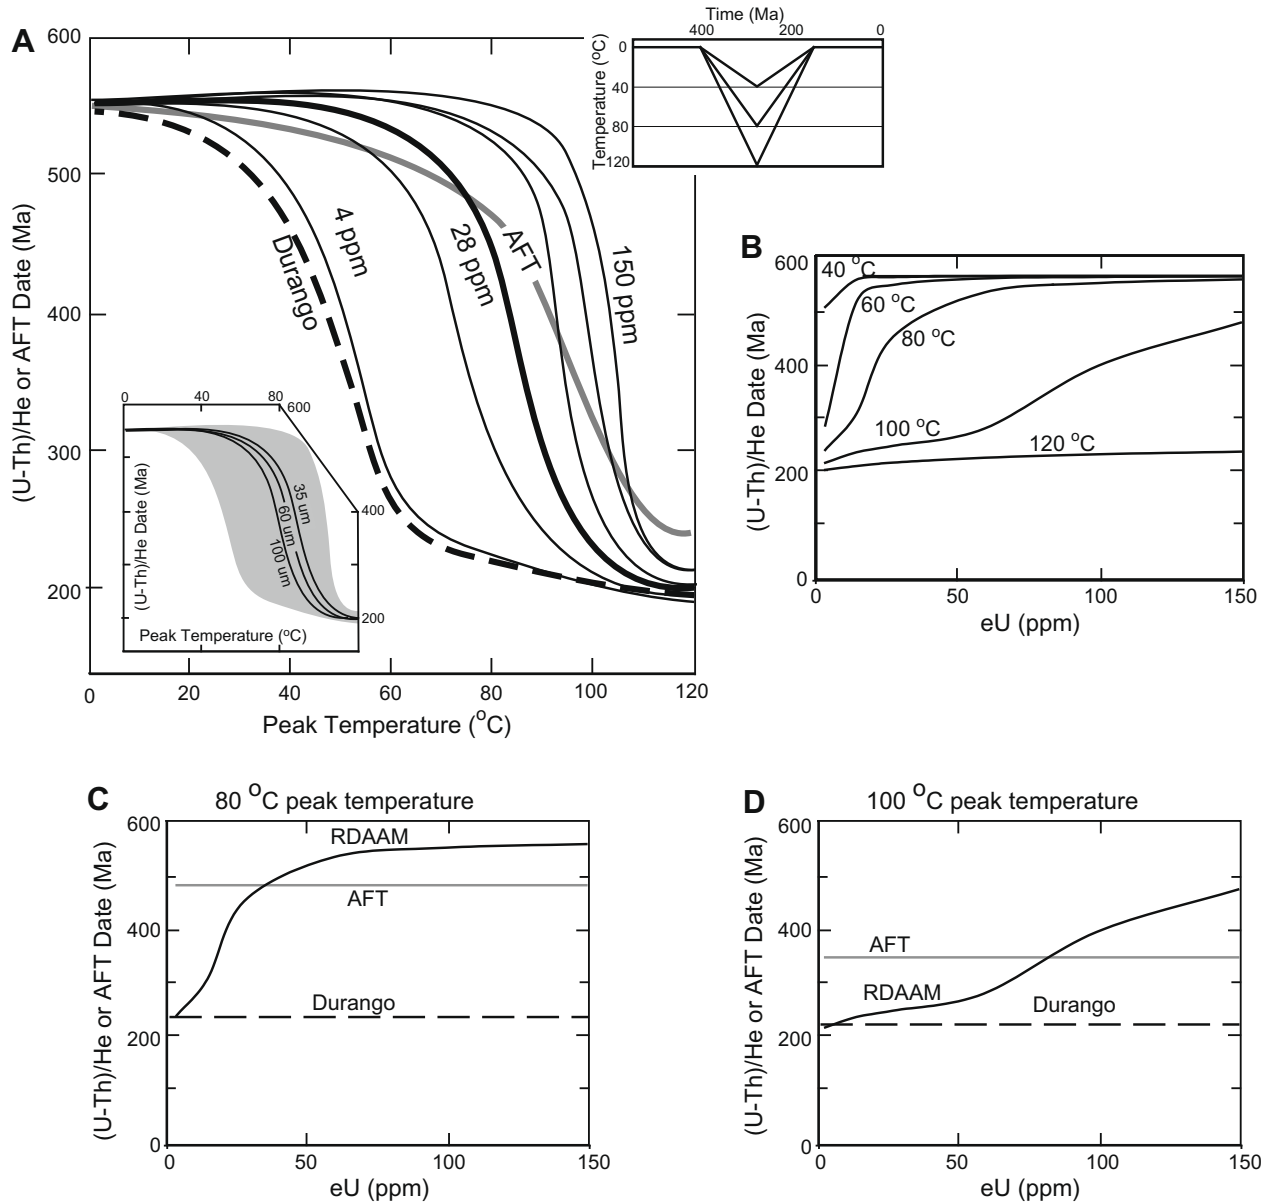 A
600
500
400
300
200
(U-Th)/He or AFT Date (Ma)
0 20 40 60 80 100 120
Peak Temperature (°C)
Durango
4 ppm
28 ppm
AFT
150 ppm
Time (Ma)
400 200 0
0
40
80
120
Temperature (°C)
0 40 80
600
400
200
(U-Th)/He Date (Ma)
Peak Temperature (°C)
35 um
60 um
100 um
B
600
400
200
0
(U-Th)/He Date (Ma)
40 °C
60 °C
80 °C
100 °C
120 °C
0 50 100 150
eU (ppm)
C
80 °C peak temperature
600
400
200
0
(U-Th)/He or AFT Date (Ma)
RDAAM
AFT
Durango
0 50 100 150
eU (ppm)
D
100 °C peak temperature
600
400
200
0
(U-Th)/He or AFT Date (Ma)
AFT
RDAAM
Durango
0 50 100 150
eU (ppm)